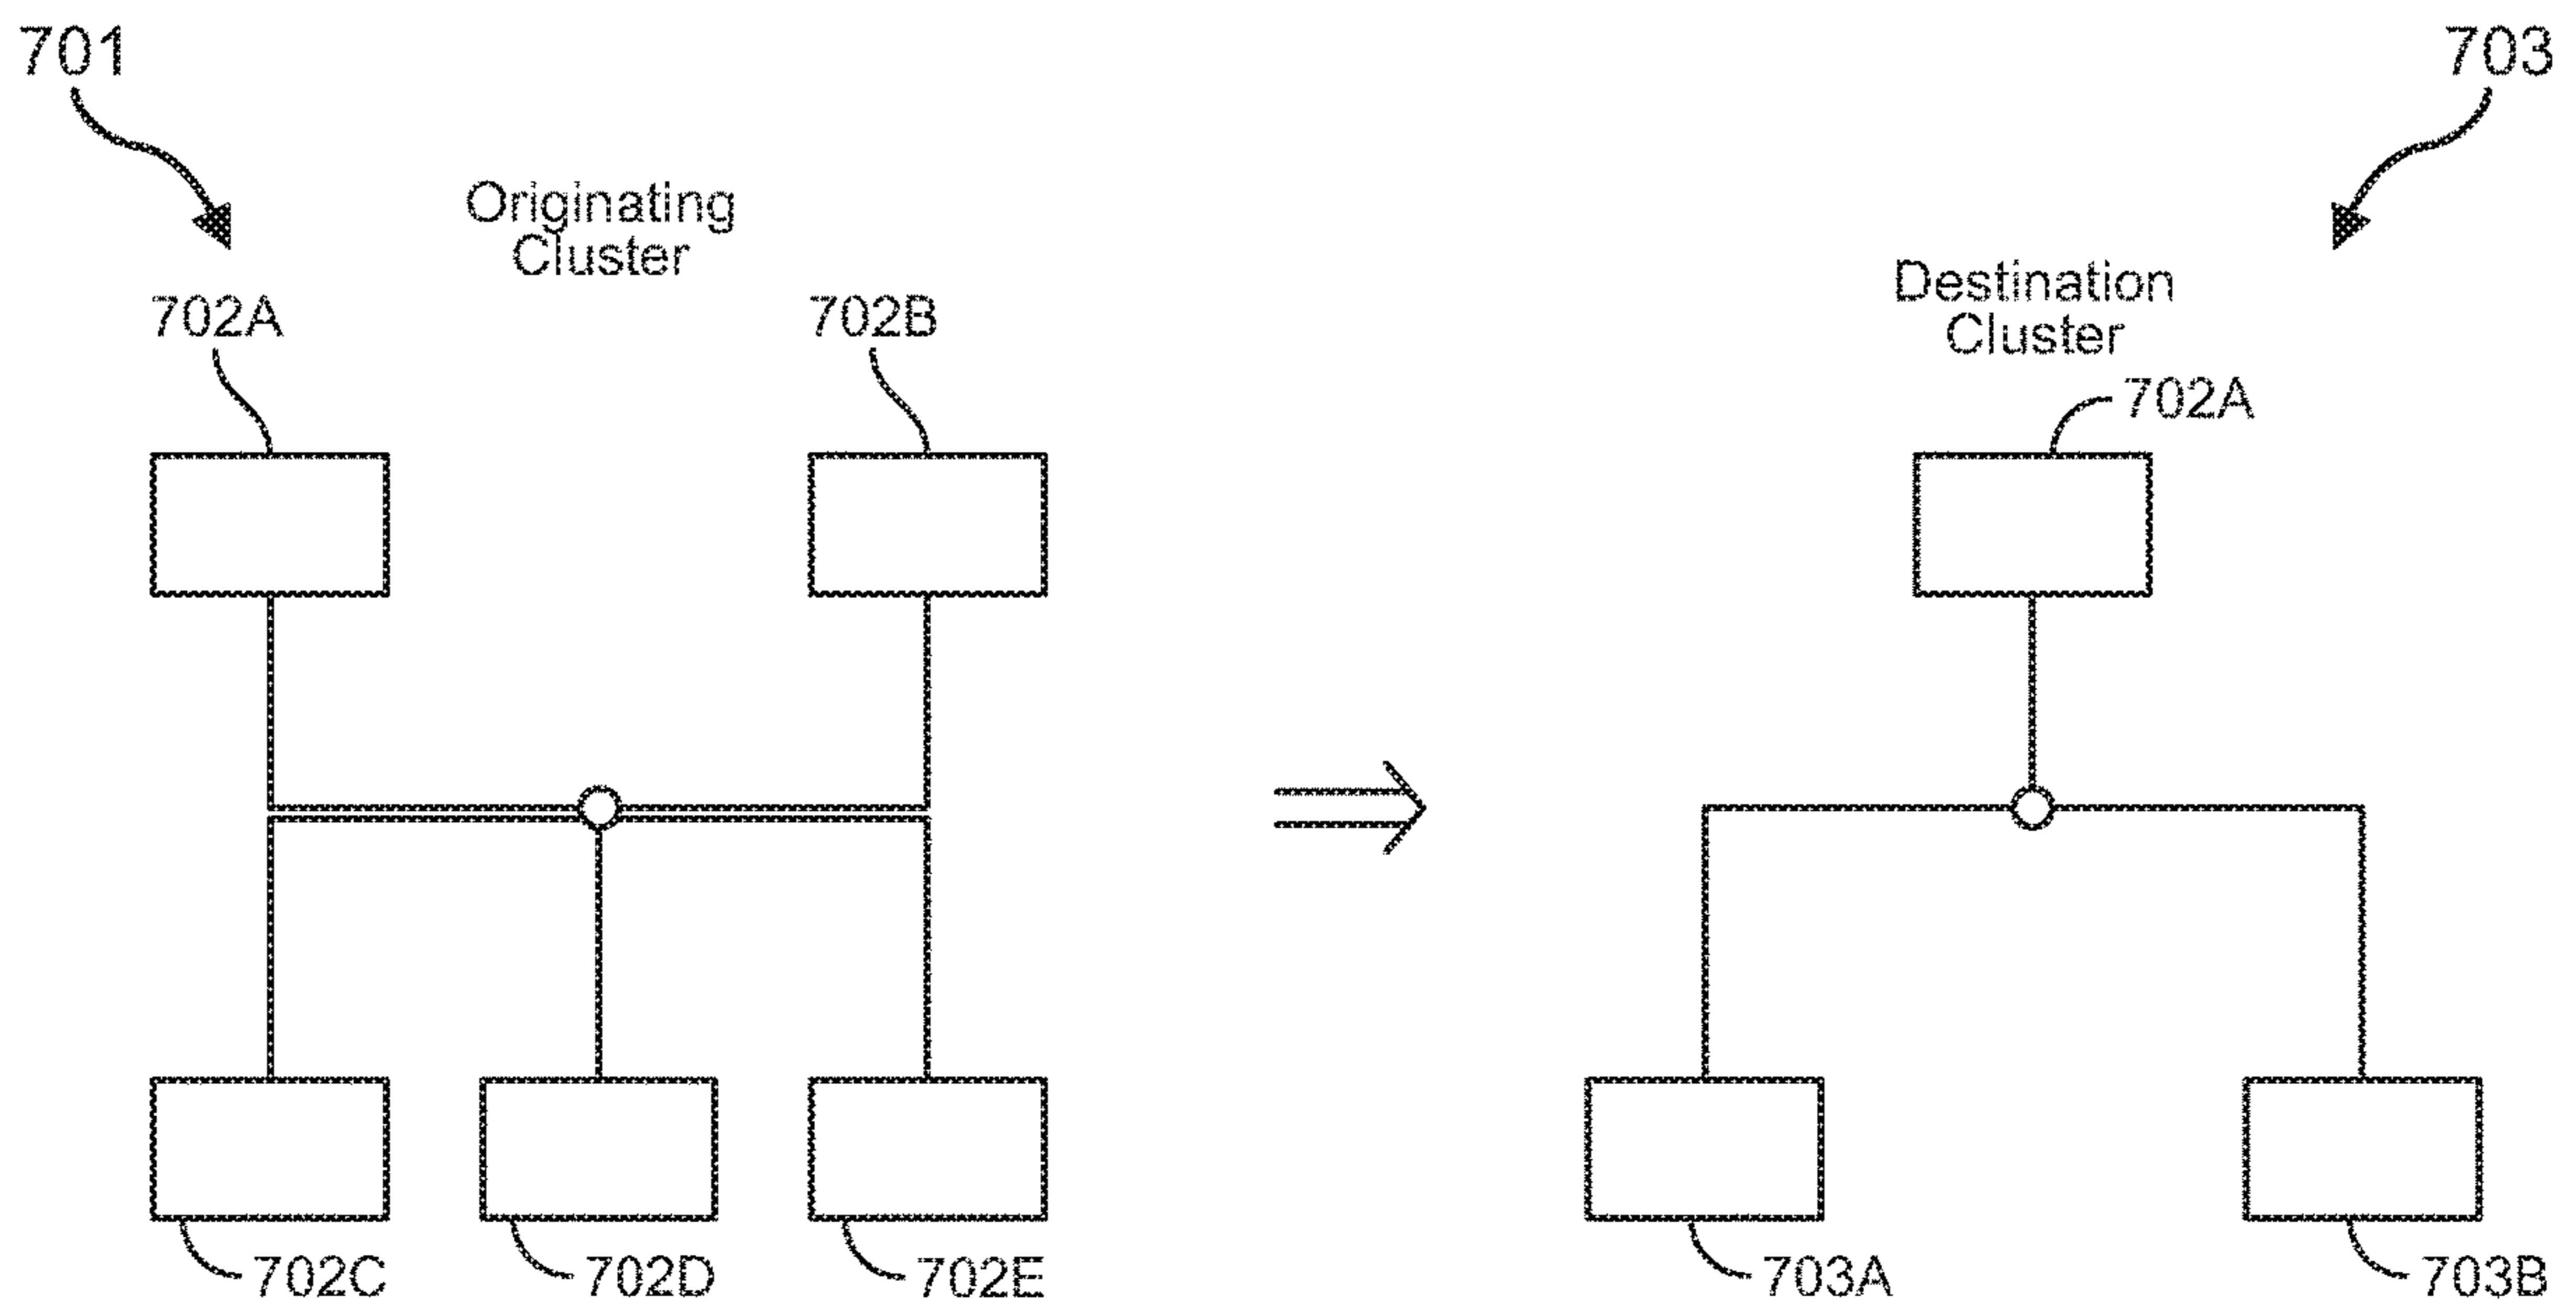 701
703
Originating
Cluster
Destination
Cluster
702A
702B
702A
702C
702D
702E
703A
703B